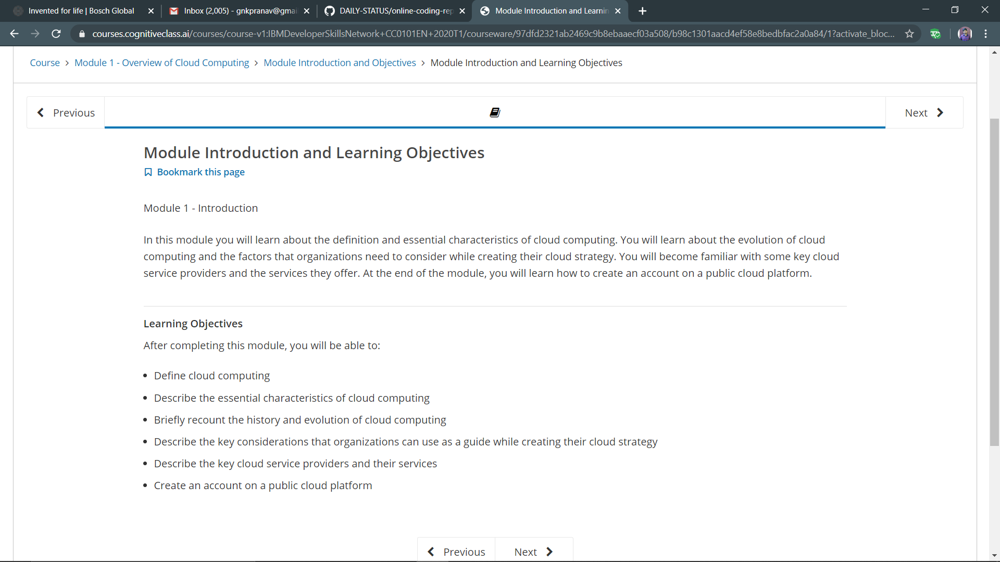 Invented for life | Bosch Global
Inbox (2,005) - gnkpranav@gmai
DAILY-STATUS/online-coding-rep
Module Introduction and Learnin
courses.cognitiveclass.ai/courses/course-v1:IBMDeveloperSkillsNetwork+CC0101EN+2020T1/courseware/97dfd2321ab2469c9b8ebaaecf03a508/b98c1301aacd4ef58e8bedbfac2a0a84/1?activate_bloc...
Course > Module 1 - Overview of Cloud Computing > Module Introduction and Objectives > Module Introduction and Learning Objectives
Previous
Next
Module Introduction and Learning Objectives
Bookmark this page
Module 1 - Introduction
In this module you will learn about the definition and essential characteristics of cloud computing. You will learn about the evolution of cloud
computing and the factors that organizations need to consider while creating their cloud strategy. You will become familiar with some key cloud
service providers and the services they offer. At the end of the module, you will learn how to create an account on a public cloud platform.
Learning Objectives
After completing this module, you will be able to:
• Define cloud computing
• Describe the essential characteristics of cloud computing
• Briefly recount the history and evolution of cloud computing
• Describe the key considerations that organizations can use as a guide while creating their cloud strategy
• Describe the key cloud service providers and their services
• Create an account on a public cloud platform
Previous
Next